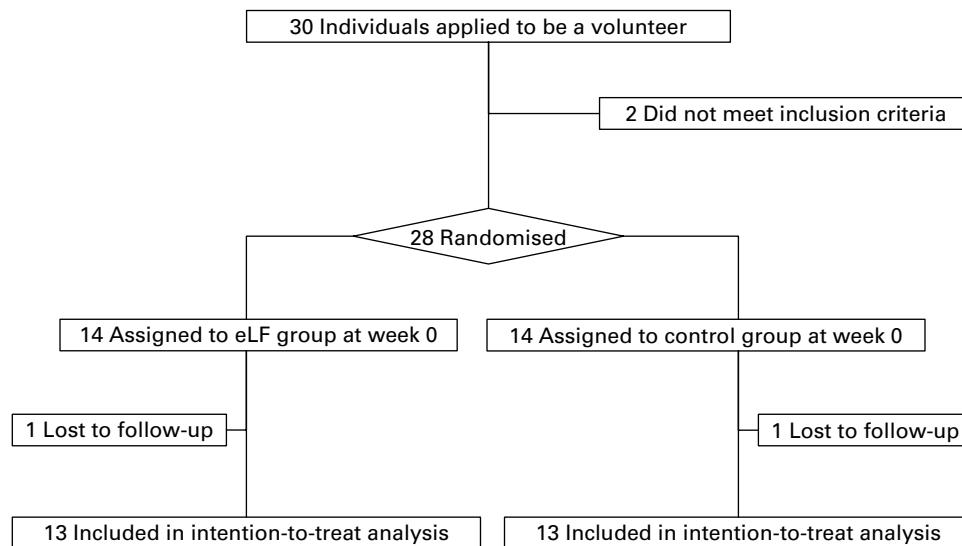 30 Individuals applied to be a volunteer
2 Did not meet inclusion criteria
28 Randomised
14 Assigned to eLF group at week 0
14 Assigned to control group at week 0
1 Lost to follow-up
1 Lost to follow-up
13 Included in intention-to-treat analysis
13 Included in intention-to-treat analysis